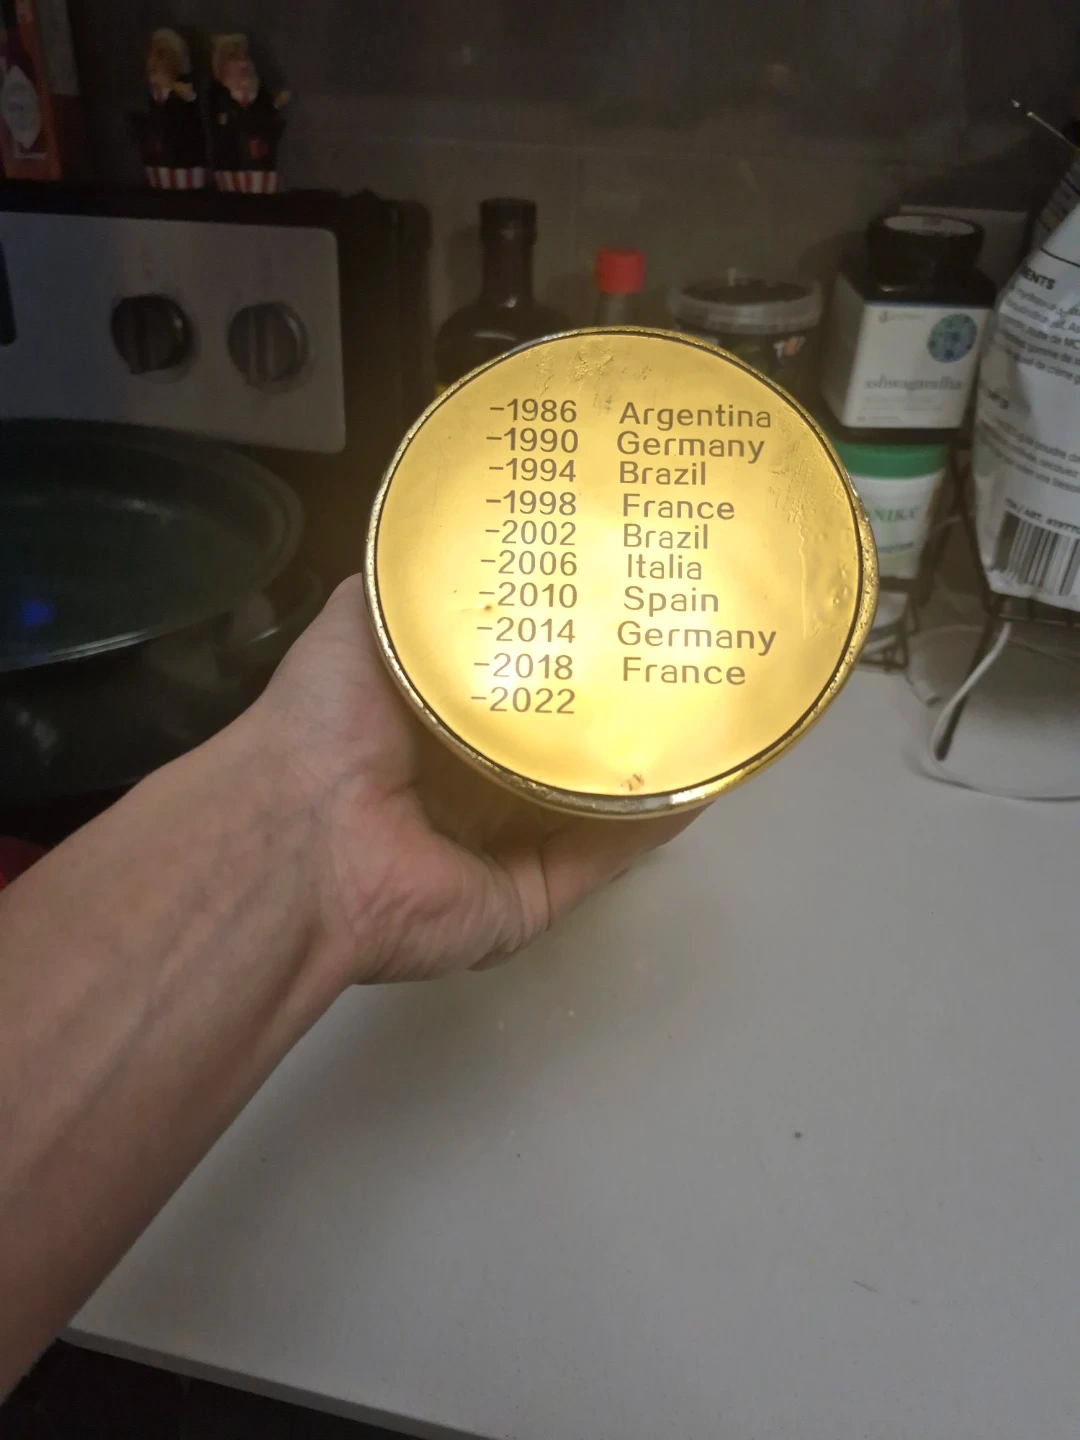 -1986 Argentina
-1990 Germany
-1994 Brazil
-1998 France
-2002 Brazil
-2006 Italia
-2010 Spain
-2014 Germany
-2018 France
-2022
ashwagandha